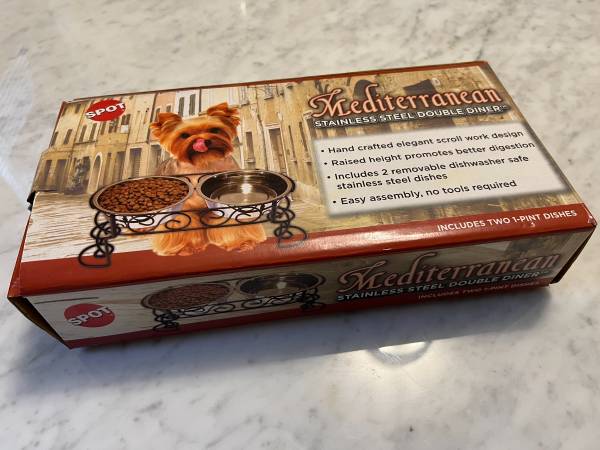 SPOT
Mediterranean
STAINLESS STEEL DOUBLE DINER™
• Hand crafted elegant scroll work design
• Raised height promotes better digestion
• Includes 2 removable dishwasher safe
stainless steel dishes
• Easy assembly, no tools required
INCLUDES TWO 1-PINT DISHES
SPOT
Mediterranean
STAINLESS STEEL DOUBLE DINER™
INCLUDES TWO 1-PINT DISHES